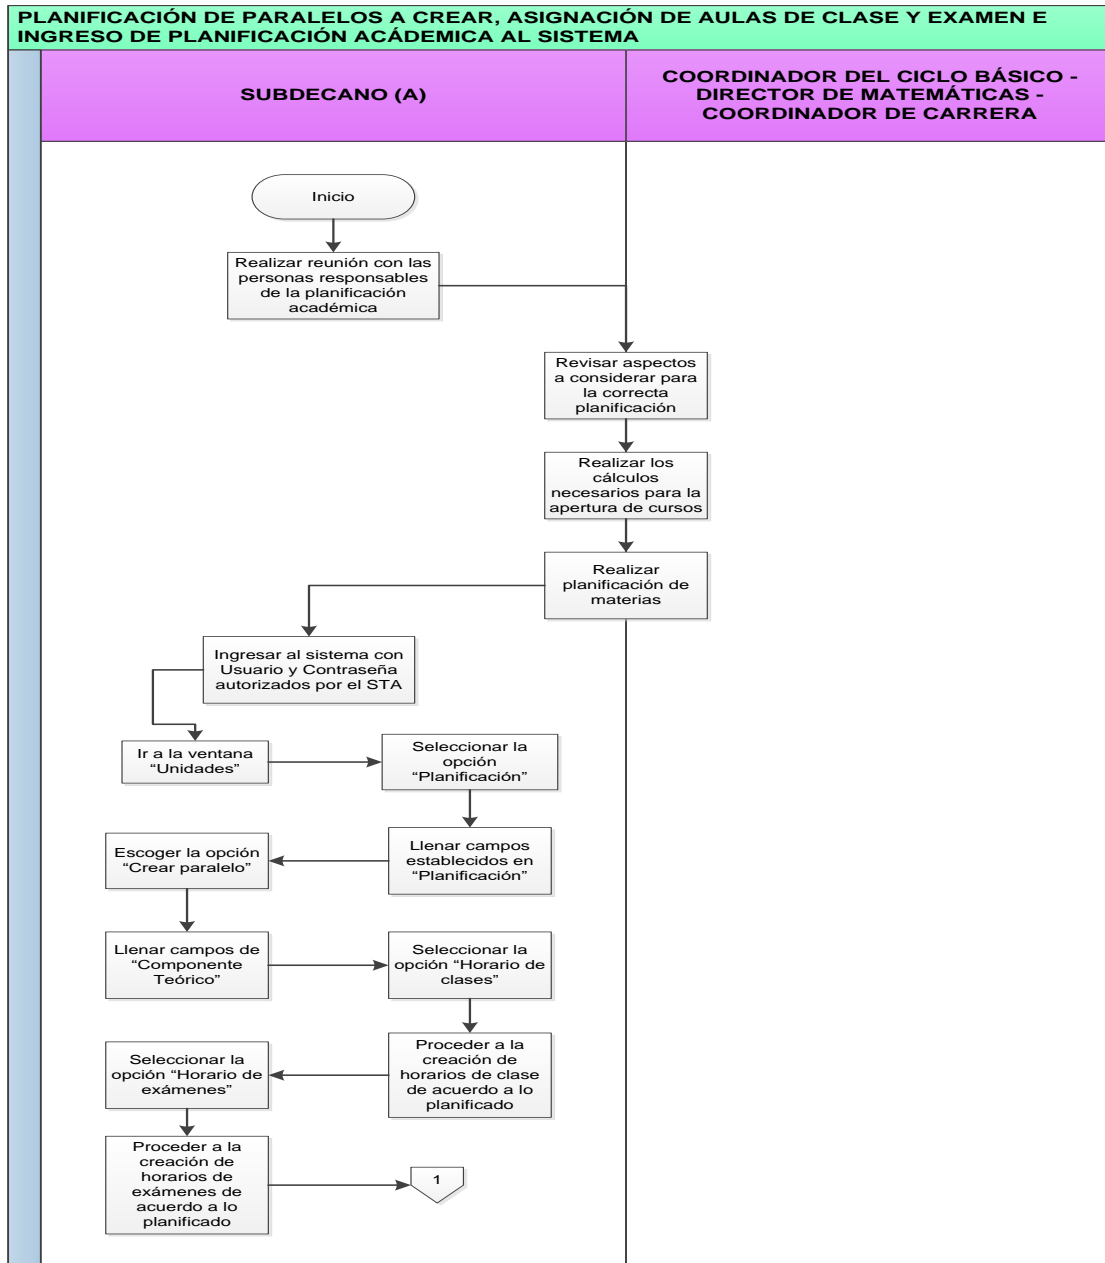 PLANIFICACIÓN DE PARALELOS A CREAR, ASIGNACIÓN DE AULAS DE CLASE Y EXAMEN E
INGRESO DE PLANIFICACIÓN ACÁDEMICA AL SISTEMA
SUBDECANO (A)
COORDINADOR DEL CICLO BÁSICO -
DIRECTOR DE MATEMÁTICAS -
COORDINADOR DE CARRERA
Inicio
Realizar reunión con las
personas responsables
de la planificación
académica
Revisar aspectos
a considerar para
la correcta
planificación
Realizar los
cálculos
necesarios para la
apertura de cursos
Realizar
planificación de
materias
Ingresar al sistema con
Usuario y Contraseña
autorizados por el STA
Ir a la ventana
“Unidades”
Seleccionar la
opción
“Planificación”
Llenar campos
establecidos en
“Planificación”
Escoger la opción
“Crear paralelo”
Llenar campos de
“Componente
Teórico”
Seleccionar la
opción “Horario de
clases”
Proceder a la
creación de
horarios de clase
de acuerdo a lo
planificado
Seleccionar la
opción “Horario de
exámenes”
Proceder a la
creación de
horarios de
exámenes de
acuerdo a lo
planificado
1